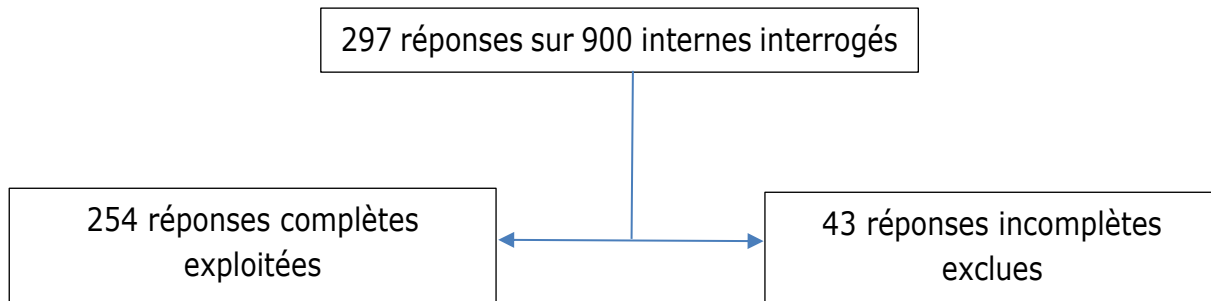 297 réponses sur 900 internes interrogés
254 réponses complètes
exploitées
43 réponses incomplètes
exclues